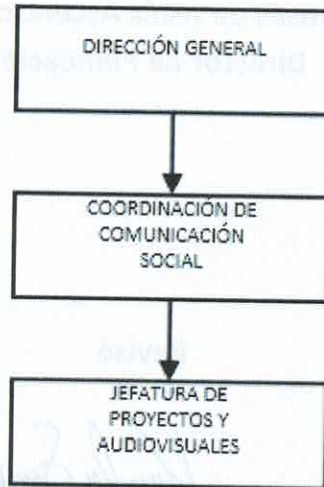 DIRECCIÓN GENERAL
COORDINACIÓN DE
COMUNICACIÓN
SOCIAL
JEFATURA DE
PROYECTOS Y
AUDIOVISUALES